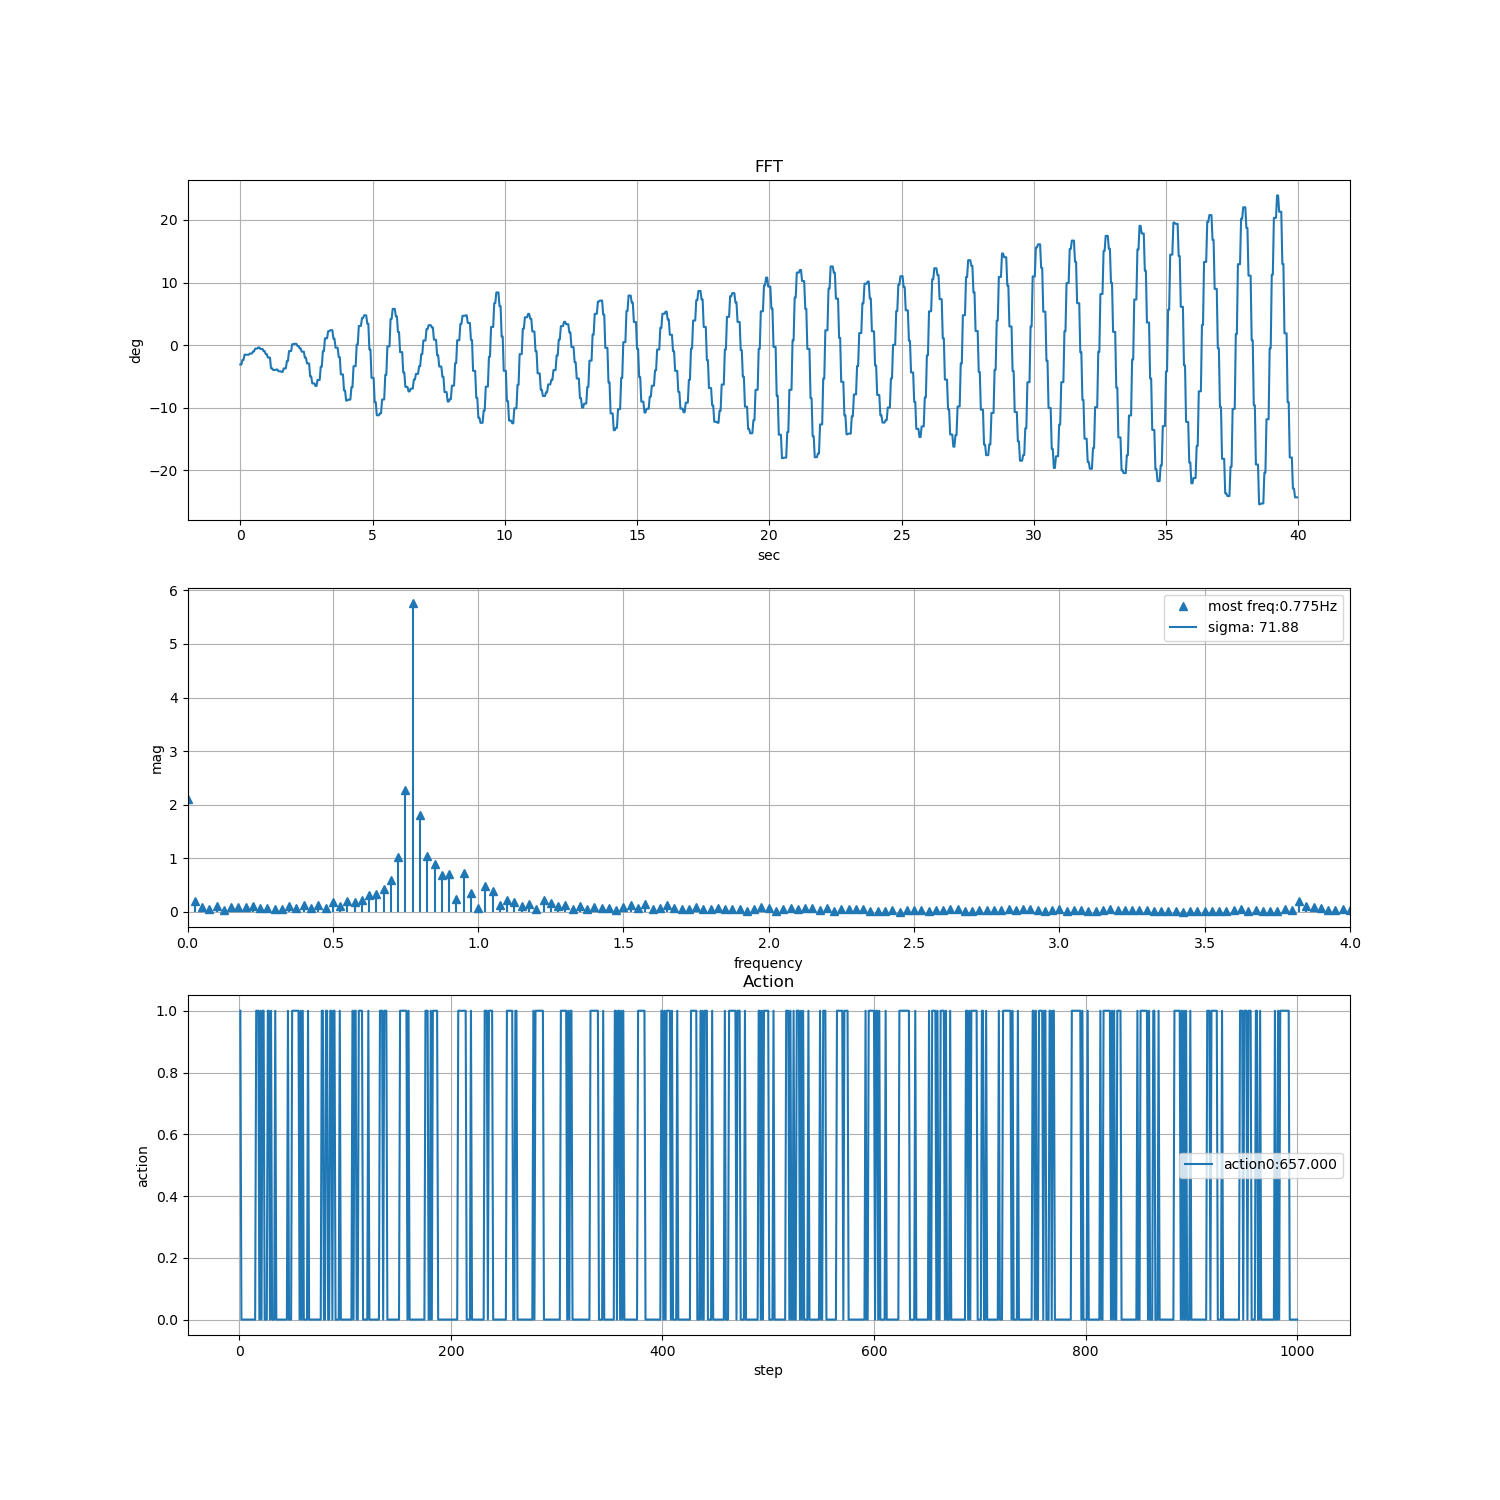 FFT
20
10
0
−10
−20
deg
0 5 10 15 20 25 30 35 40
sec
6
5
4
3
2
1
0
mag
most freq:0.775Hz
sigma: 71.88
0.0 0.5 1.0 1.5 2.0 2.5 3.0 3.5 4.0
frequency
Action
1.0
0.8
0.6
0.4
0.2
0.0
action
action0:657.000
0 200 400 600 800 1000
step